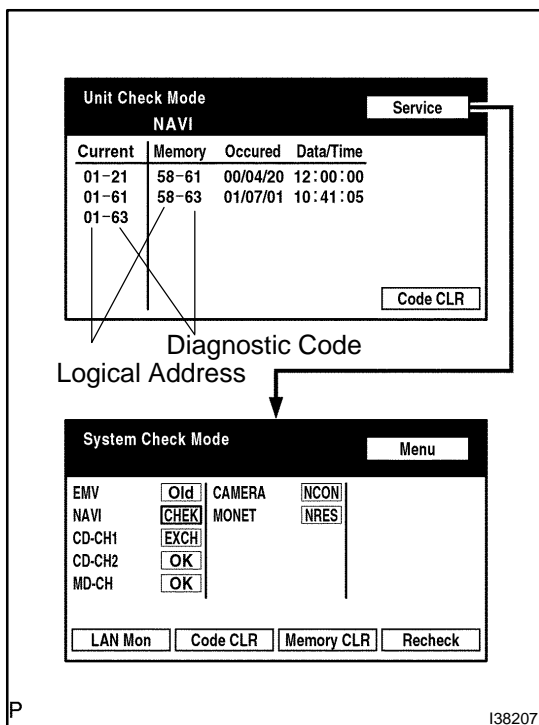 Unit Check Mode
Service
NAVI
Current Memory Occured Data/Time
01-21 58-61 00/04/20 12:00:00
01-61 58-63 01/07/01 10:41:05
01-63
Code CLR
Diagnostic Code
Logical Address
System Check Mode
Menu
EMV Old CAMERA NCON
NAVI CHEK MONET NRES
CD-CH1 EXCH
CD-CH2 OK
MD-CH OK
LAN Mon Code CLR Memory CLR Recheck
P
I38207